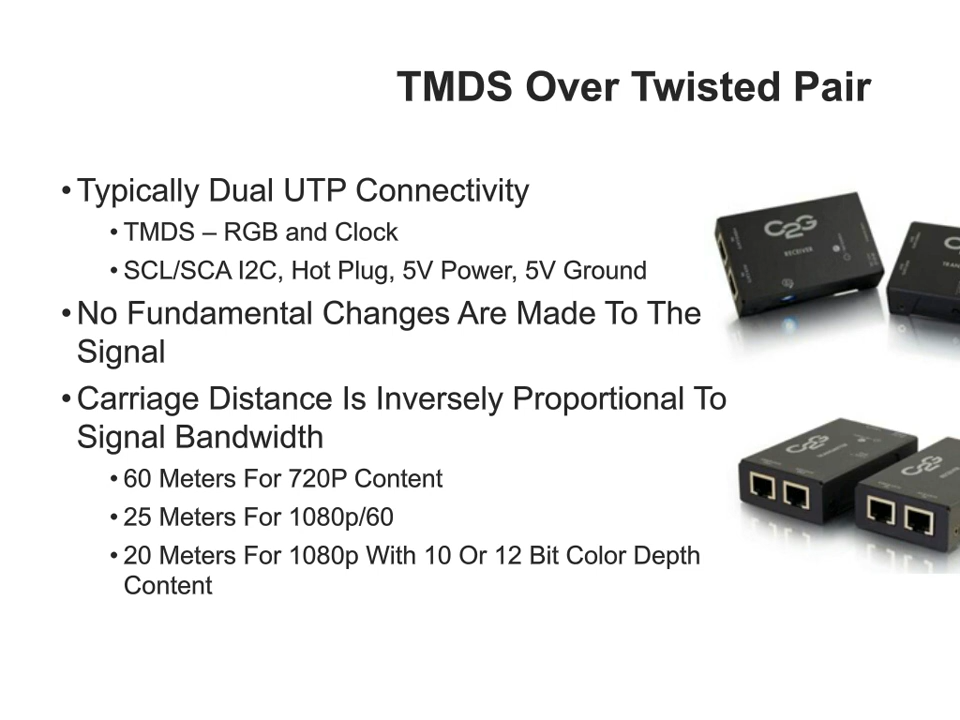 TMDS Over Twisted Pair
• Typically Dual UTP Connectivity
• TMDS – RGB and Clock
• SCL/SCA I2C, Hot Plug, 5V Power, 5V Ground
• No Fundamental Changes Are Made To The
Signal
• Carriage Distance Is Inversely Proportional To
Signal Bandwidth
• 60 Meters For 720P Content
• 25 Meters For 1080p/60
• 20 Meters For 1080p With 10 Or 12 Bit Color Depth
Content
C2G
RECEIVER
C2G
TRAN
C2G
C2G